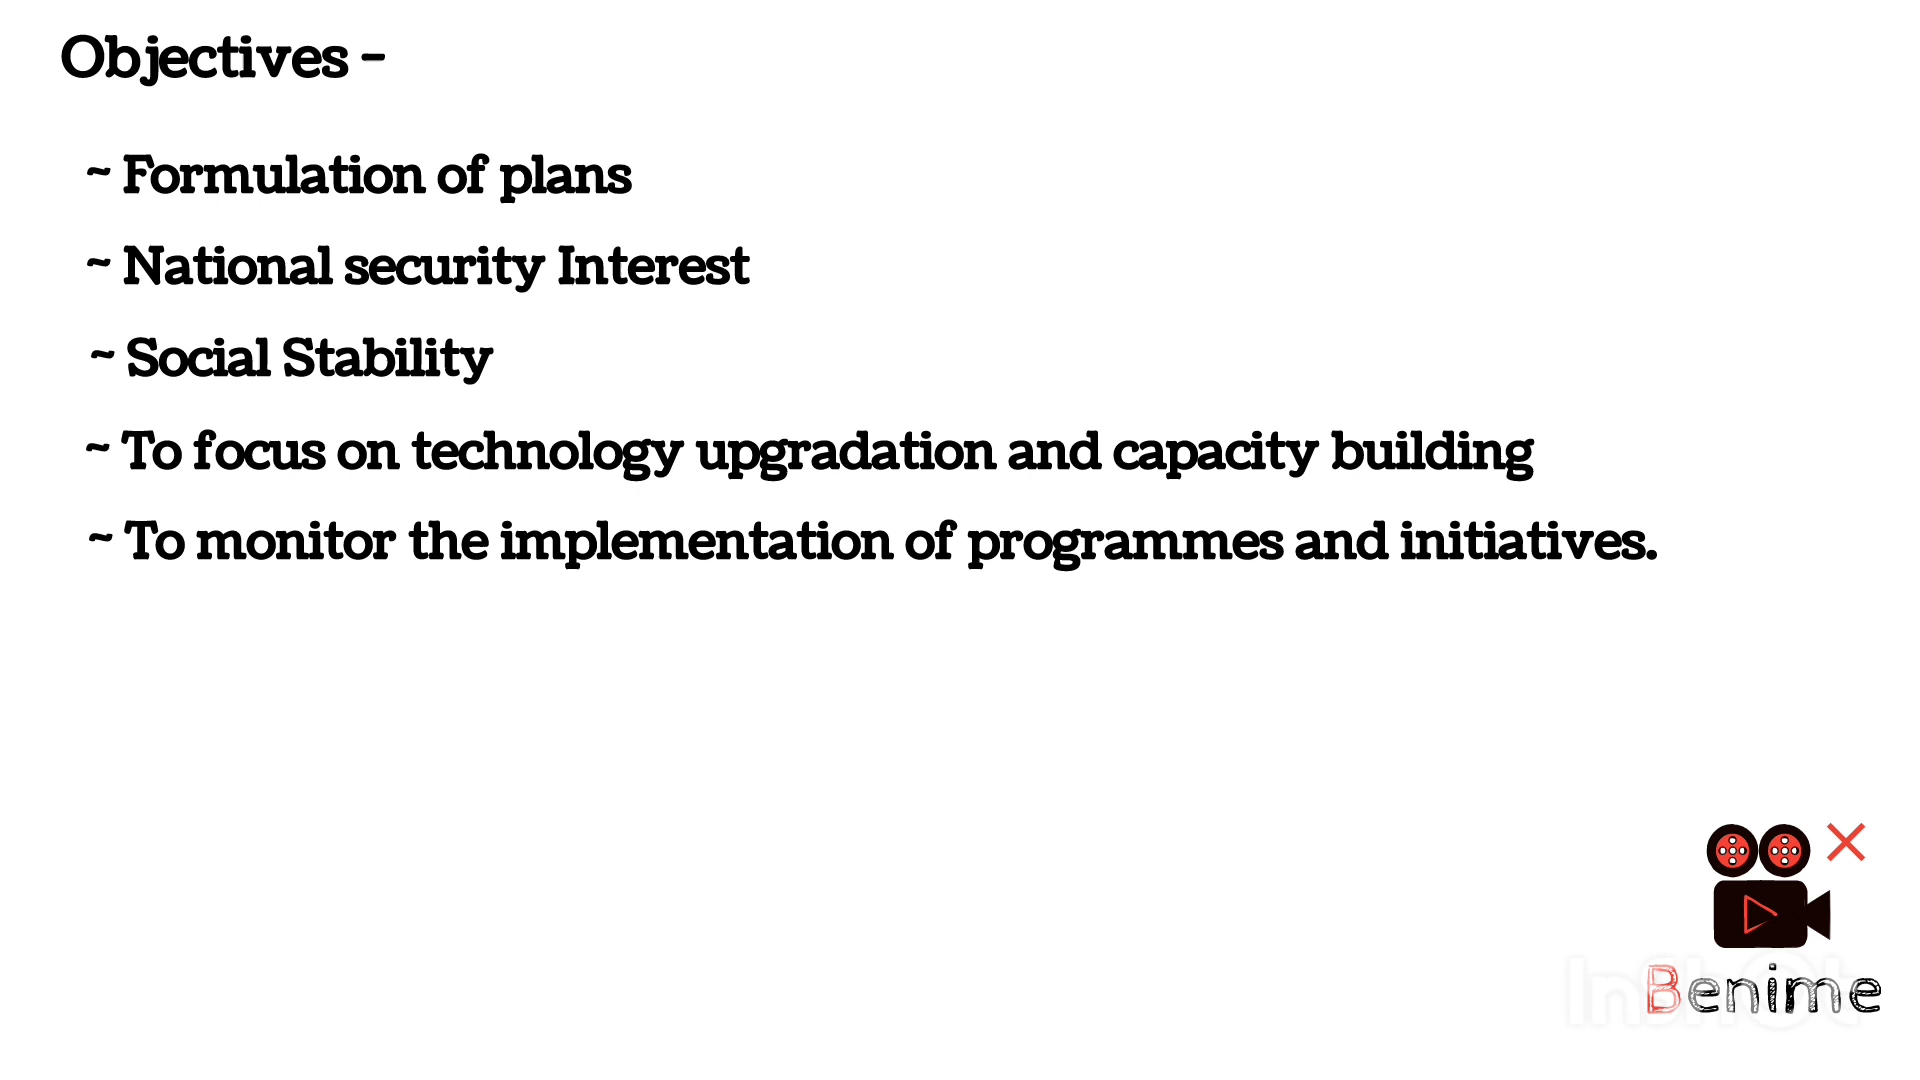 Objectives -
~ Formulation of plans
~ National security Interest
~ Social Stability
~ To focus on technology upgradation and capacity building
~ To monitor the implementation of programmes and initiatives.
InShot
Benime